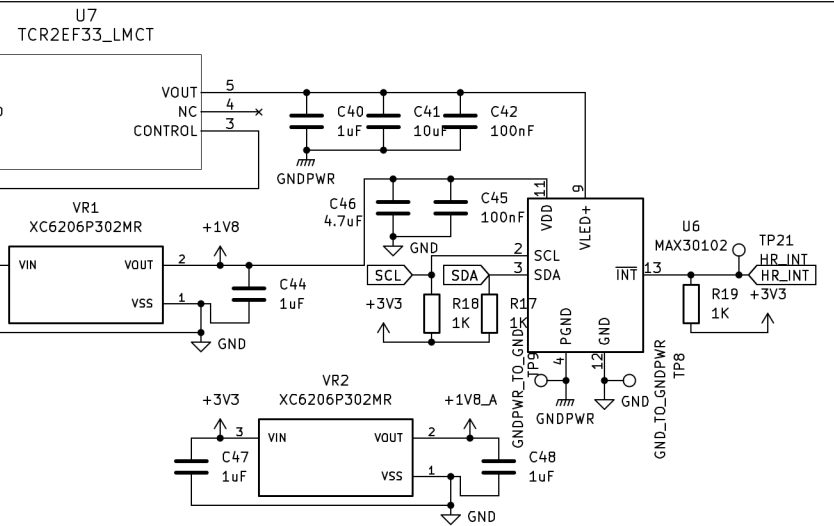 U7
TCR2EF33_LMCT
VOUT 5
NC 4
CONTROL 3
C40
1uF
C41
10uF
C42
100nF
GNDPWR
VR1
XC6206P302MR
+1V8
VIN
VOUT 2
VSS 1
C44
1uF
GND
C46
4.7uF
C45
100nF
GND
11
9
VDD
VLED+
U6
MAX30102
TP21
HR_INT
HR_INT
2 SCL
3 SDA
INT 13
SCL
SDA
+3V3
R18
1K
R17
1K
R19
1K
+3V3
PGND
GND
4
12
GNDPWR_TO_GND
TP9
GNDPWR
GND
GND_TO_GNDPWR
TP8
VR2
XC6206P302MR
+3V3
3
VIN
VOUT 2
VSS 1
+1V8_A
C47
1uF
C48
1uF
GND